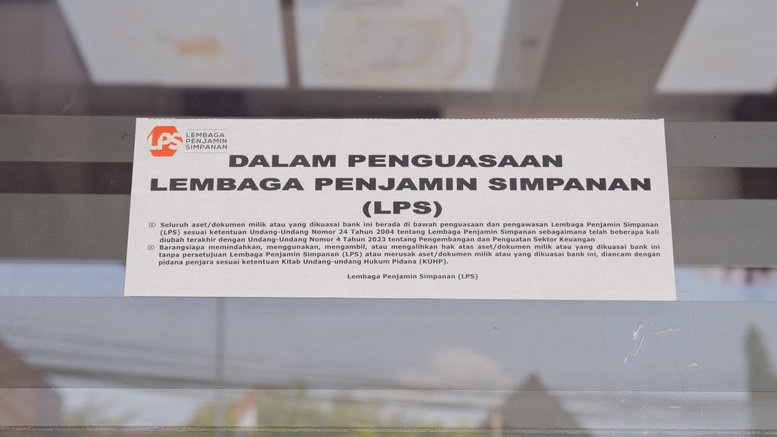 LPS LEMBAGA
PENJAMIN
SIMPANAN
DALAM PENGUASAAN
LEMBAGA PENJAMIN SIMPANAN
(LPS)
Seluruh aset/dokumen milik atau yang dikuasai bank ini berada di bawah penguasaan dan pengawasan Lembaga Penjamin Simpanan
(LPS) sesuai ketentuan Undang-Undang Nomor 24 Tahun 2004 tentang Lembaga Penjamin Simpanan sebagaimana telah beberapa kali
diubah terakhir dengan Undang-Undang Nomor 4 Tahun 2023 tentang Pengembangan dan Penguatan Sektor Keuangan
Barangsiapa memindahkan, menggunakan, mengambil, atau mengalihkan hak atas aset/dokumen milik atau yang dikuasai bank ini
tanpa persetujuan Lembaga Penjamin Simpanan (LPS) atau merusak aset/dokumen milik atau yang dikuasai bank ini, diancam dengan
pidana penjara sesuai ketentuan Kitab Undang-undang Hukum Pidana (KUHP).
Lembaga Penjamin Simpanan (LPS)